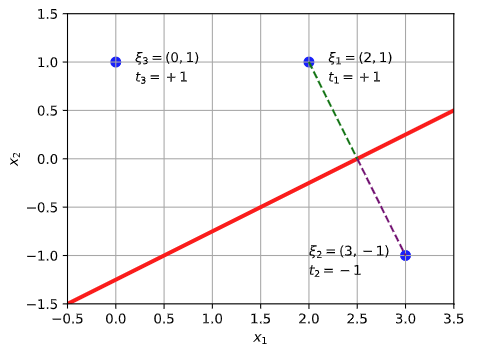 1.5
1.0
0.5
0.0
−0.5
−1.0
−1.5
x₂
ξ₃ = (0, 1)
t₃ = +1
ξ₁ = (2, 1)
t₁ = +1
ξ₂ = (3, −1)
t₂ = −1
−0.5 0.0 0.5 1.0 1.5 2.0 2.5 3.0 3.5
x₁